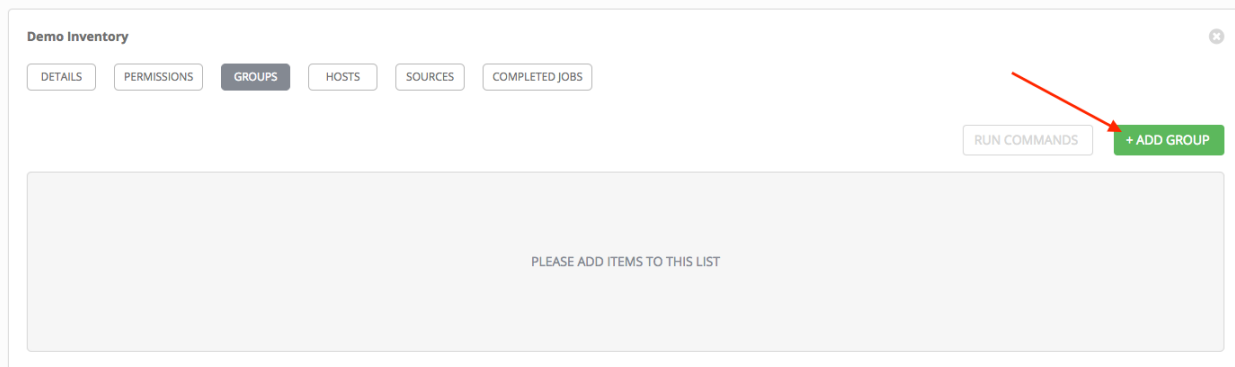 Demo Inventory
DETAILS PERMISSIONS GROUPS HOSTS SOURCES COMPLETED JOBS
RUN COMMANDS + ADD GROUP
PLEASE ADD ITEMS TO THIS LIST